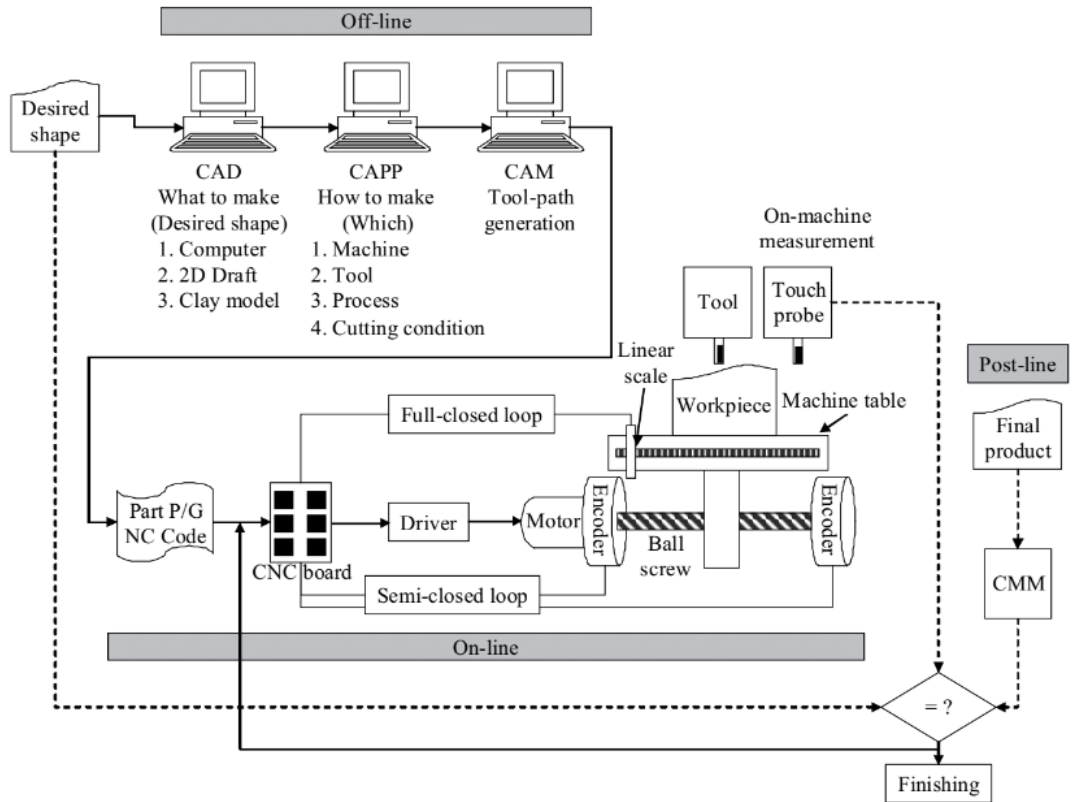 Off-line
Desired
shape
CAD
What to make
(Desired shape)
1. Computer
2. 2D Draft
3. Clay model
CAPP
How to make
(Which)
1. Machine
2. Tool
3. Process
4. Cutting condition
CAM
Tool-path
generation
On-machine
measurement
Tool
Touch
probe
Linear
scale
Workpiece
Machine table
Post-line
Final
product
CMM
Full-closed loop
Part P/G
NC Code
CNC board
Driver
Motor
Encoder
Ball
screw
Encoder
Semi-closed loop
On-line
= ?
Finishing